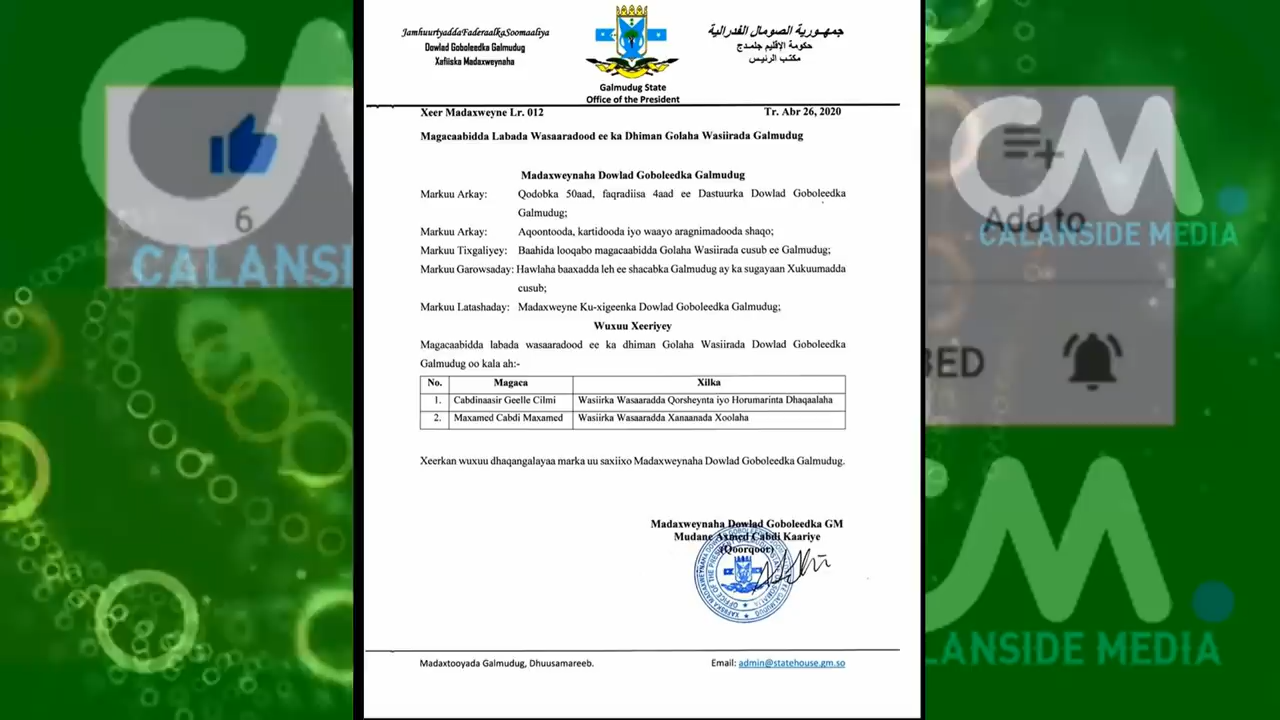 JamhuuriyaddaFaderaalkaSoomaaliya
Dowlad Goboleedka Galmudug
Xafiiska Madaxweynaha
جمهورية الصومال الفدرالية
حكومة الإقليم جلمدج
مكتب الرئيس
Galmudug State
Office of the President
Xeer Madaxweyne Lr. 012
Tr. Abr 26, 2020
Magacaabidda Labada Wasaaradood ee ka Dhiman Golaha Wasiirada Galmudug
Madaxweynaha Dowlad Goboleedka Galmudug
Markuu Arkay: Qodobka 50aad, faqradiisa 4aad ee Dastuurka Dowlad Goboleedka
Galmudug;
Markuu Arkay: Aqoontooda, kartidooda iyo waayo aragnimadooda shaqo;
Markuu Tixgaliyey: Baahida looqabo magacaabidda Golaha Wasiirada cusub ee Galmudug;
Markuu Garowsaday: Hawlaha baaxadda leh ee shacabka Galmudug ay ka sugayaan Xukuumadda
cusub;
Markuu Latashaday: Madaxweyne Ku-xigeenka Dowlad Goboleedka Galmudug;
Wuxuu Xeeriyey
Magacaabidda labada wasaaradood ee ka dhiman Golaha Wasiirada Dowlad Goboleedka
Galmudug oo kala ah:-
No. Magaca Xilka
1. Cabdinaasir Geelle Cilmi Wasiirka Wasaaradda Qorsheynta iyo Horumarinta Dhaqaalaha
2. Maxamed Cabdi Maxamed Wasiirka Wasaaradda Xanaanada Xoolaha
Xeerkan wuxuu dhaqangalayaa marka uu saxiixo Madaxweynaha Dowlad Goboleedka Galmudug.
Madaxweynaha Dowlad Goboleedka GM
Mudane Axmed Cabdi Kaariye
(Qoorqoor)
Madaxtooyada Galmudug, Dhuusamareeb.
Email: admin@statehouse.gm.so
CM
6
CALANSI
CM
Add to
CALANSIDE MEDIA
BED
M
LANSIDE MEDIA